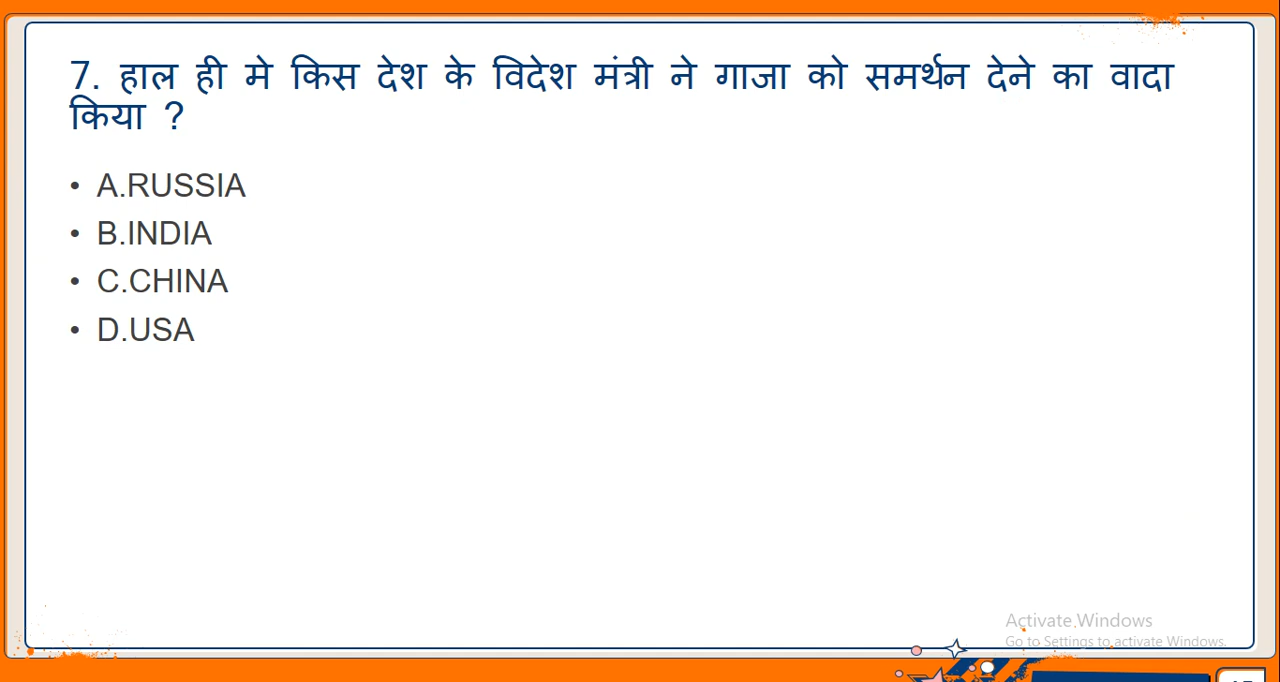 7. हाल ही मे किस देश के विदेश मंत्री ने गाजा को समर्थन देने का वादा
किया ?
• A.RUSSIA
• B.INDIA
• C.CHINA
• D.USA
Activate Windows
Go to Settings to activate Windows.